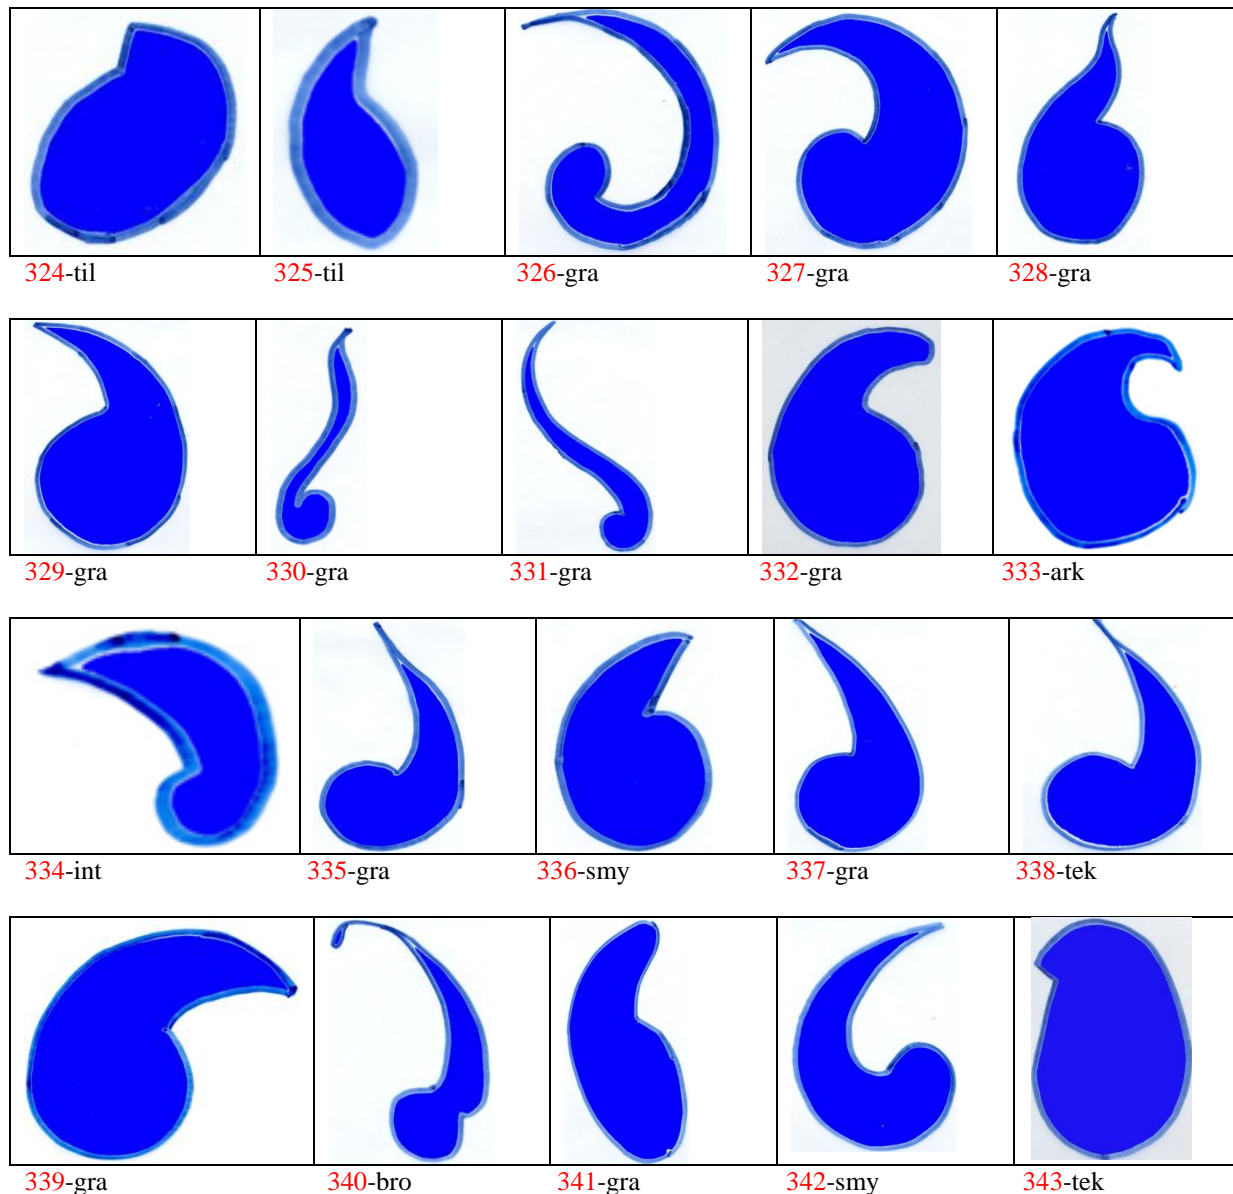 324-til 325-til 326-gra 327-gra 328-gra
329-gra 330-gra 331-gra 332-gra 333-ark
334-int 335-gra 336-smy 337-gra 338-tek
339-gra 340-bro 341-gra 342-smy 343-tek